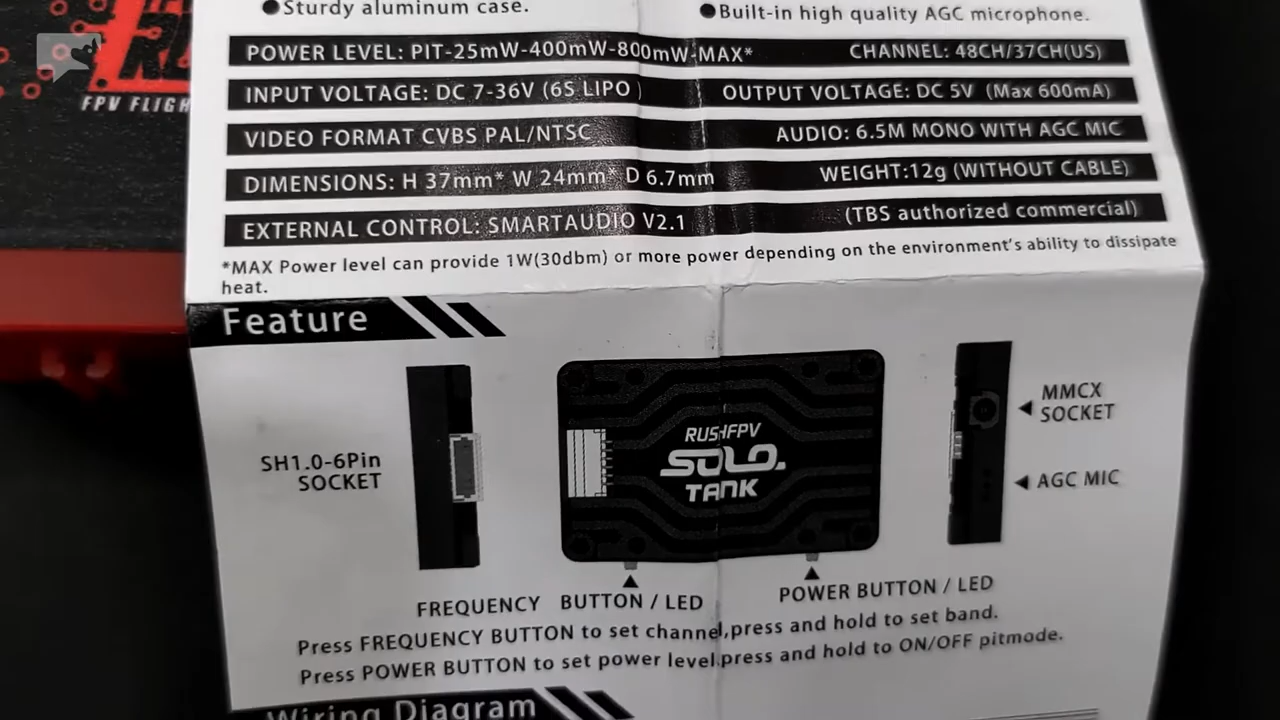 ●Sturdy aluminum case.
●Built-in high quality AGC microphone.
POWER LEVEL: PIT-25mW-400mW-800mW-MAX*
CHANNEL: 48CH/37CH(US)
INPUT VOLTAGE: DC 7-36V (6S LIPO )
OUTPUT VOLTAGE: DC 5V (Max 600mA)
VIDEO FORMAT CVBS PAL/NTSC
AUDIO: 6.5M MONO WITH AGC MIC
DIMENSIONS: H 37mm* W 24mm* D 6.7mm
WEIGHT:12g (WITHOUT CABLE)
EXTERNAL CONTROL: SMARTAUDIO V2.1
(TBS authorized commercial)
*MAX Power level can provide 1W(30dbm) or more power depending on the environment's ability to dissipate
heat.
Feature
SH1.0-6Pin
SOCKET
RUSHFPV
SOLO.
TANK
MMCX
SOCKET
AGC MIC
FREQUENCY BUTTON / LED
POWER BUTTON / LED
Press FREQUENCY BUTTON to set channel,press and hold to set band.
Press POWER BUTTON to set power level.press and hold to ON/OFF pitmode.
Wiring Diagram
FPV FLIGH